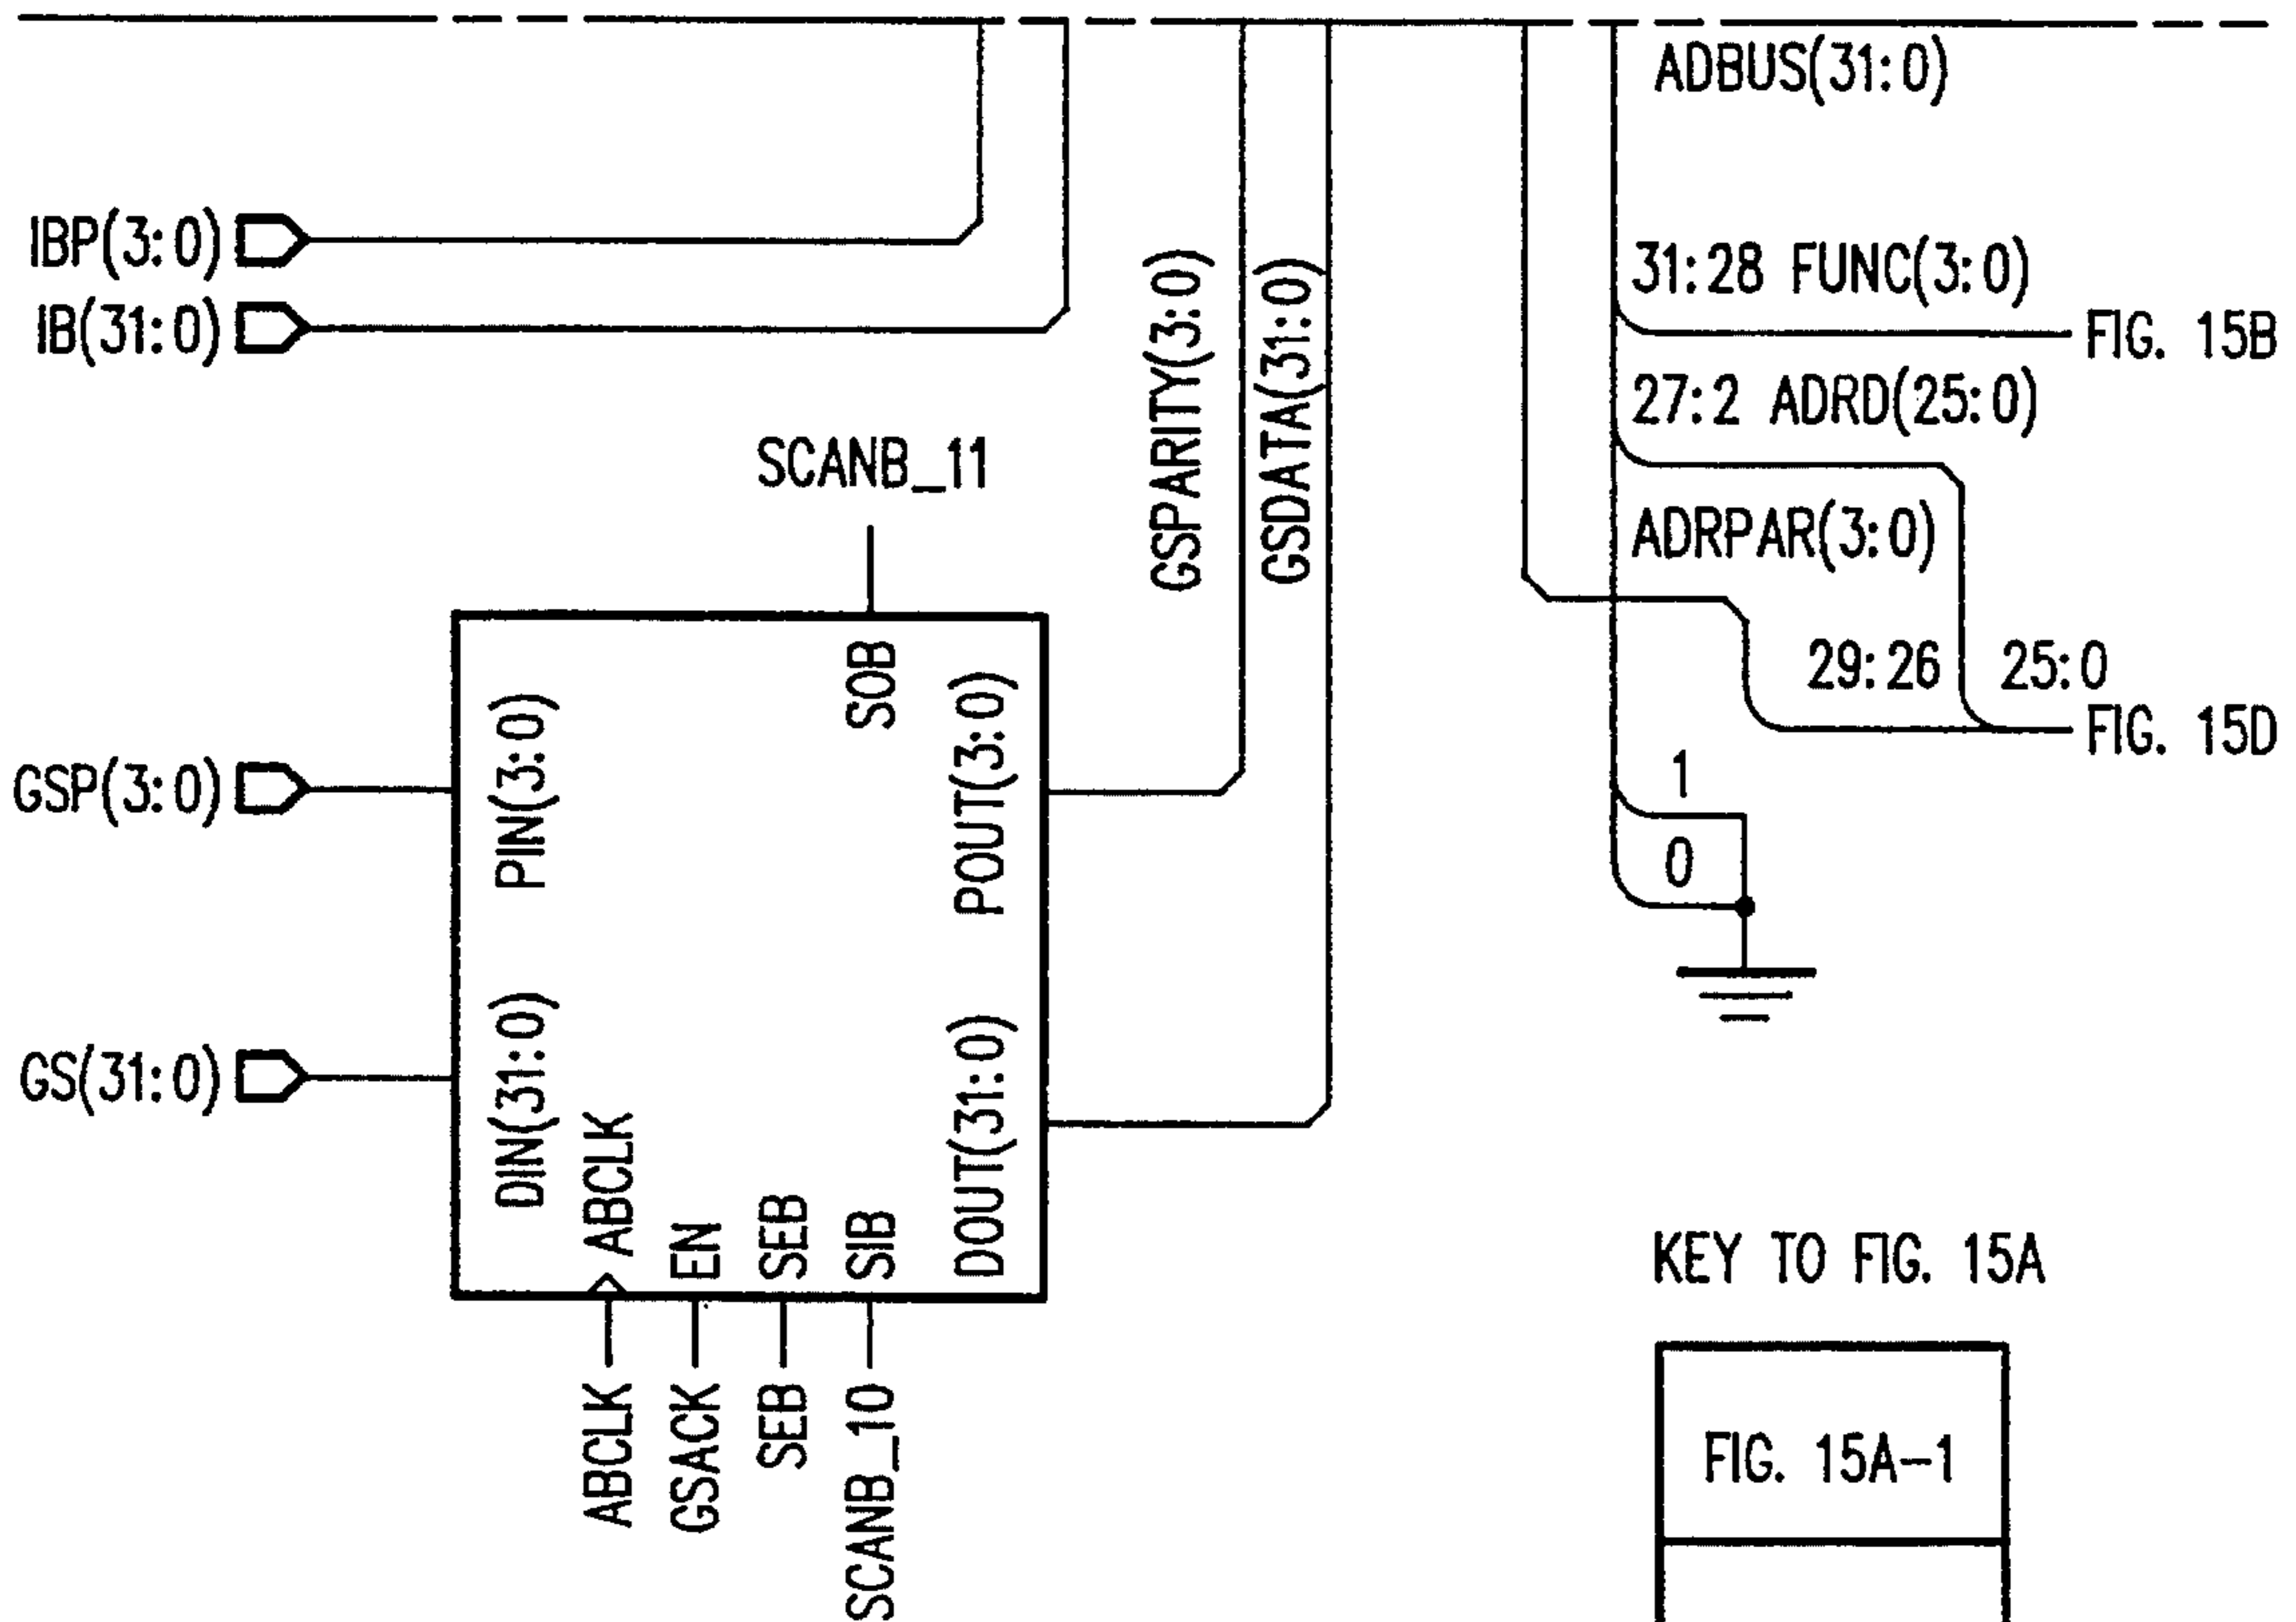 ADBUS(31:0)
IBP(3:0)
IB(31:0)
31:28 FUNC(3:0)
FIG. 15B
27:2 ADRD(25:0)
GSPARITY(3:0)
GSDATA(31:0)
SCANB_11
ADRPAR(3:0)
29:26
25:0
FIG. 15D
SOB
GSP(3:0)
PIN(3:0)
POUT(3:0)
1
0
GS(31:0)
DIN(31:0)
ABCLK
EN
SEB
SIB
DOUT(31:0)
ABCLK
GSACK
SEB
SCANB_10
KEY TO FIG. 15A
FIG. 15A-1